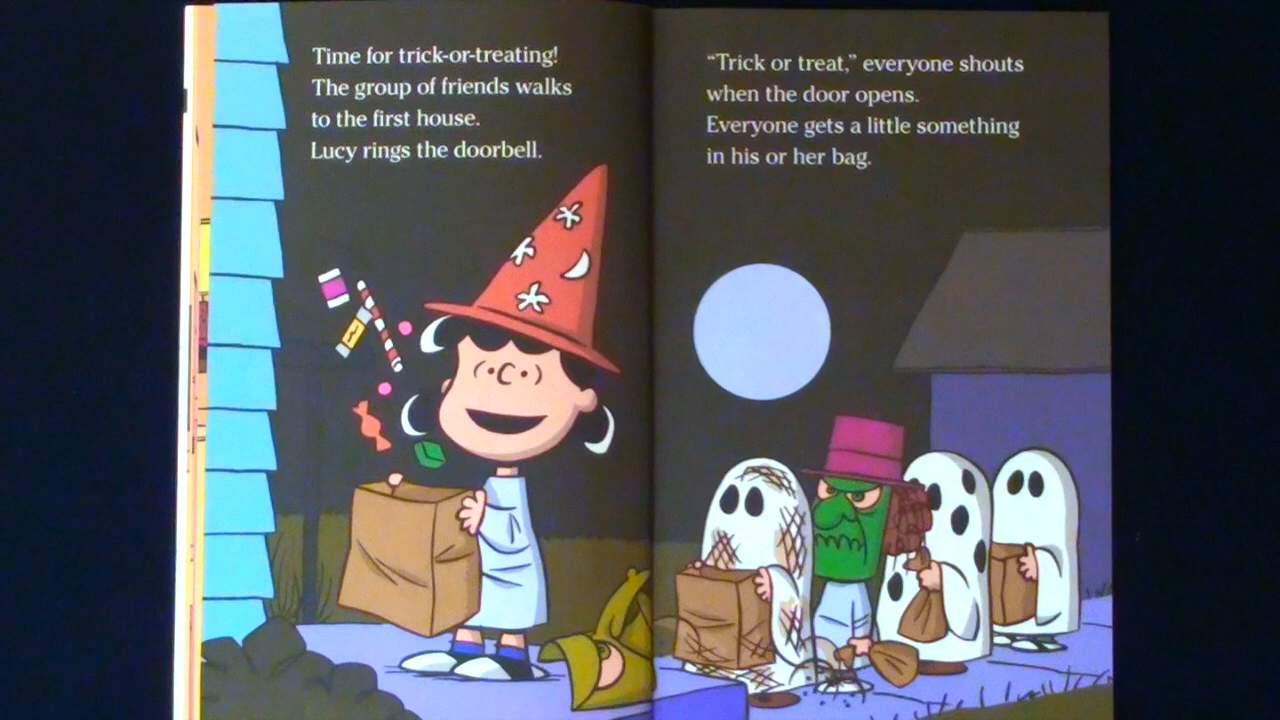 Time for trick-or-treating!
The group of friends walks
to the first house.
Lucy rings the doorbell.
“Trick or treat,” everyone shouts
when the door opens.
Everyone gets a little something
in his or her bag.